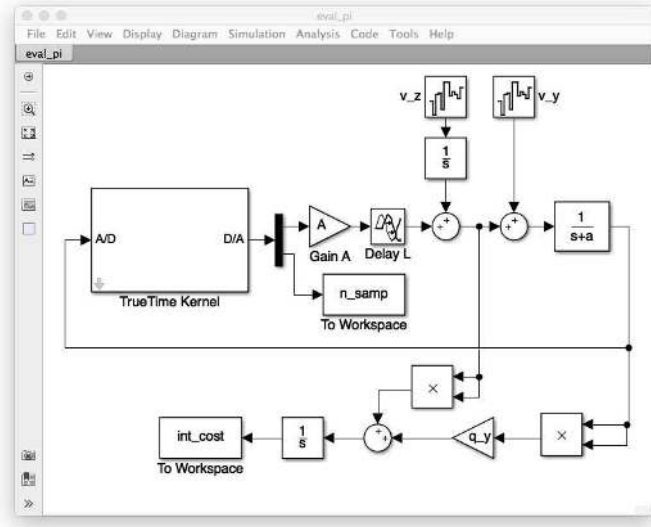 eval_pi
File Edit View Display Diagram Simulation Analysis Code Tools Help
eval_pi
v_z
v_y
1
s
A/D
D/A
A
1
s+a
Gain A
Delay L
TrueTime Kernel
n_samp
To Workspace
×
int_cost
1
s
q_y
×
To Workspace